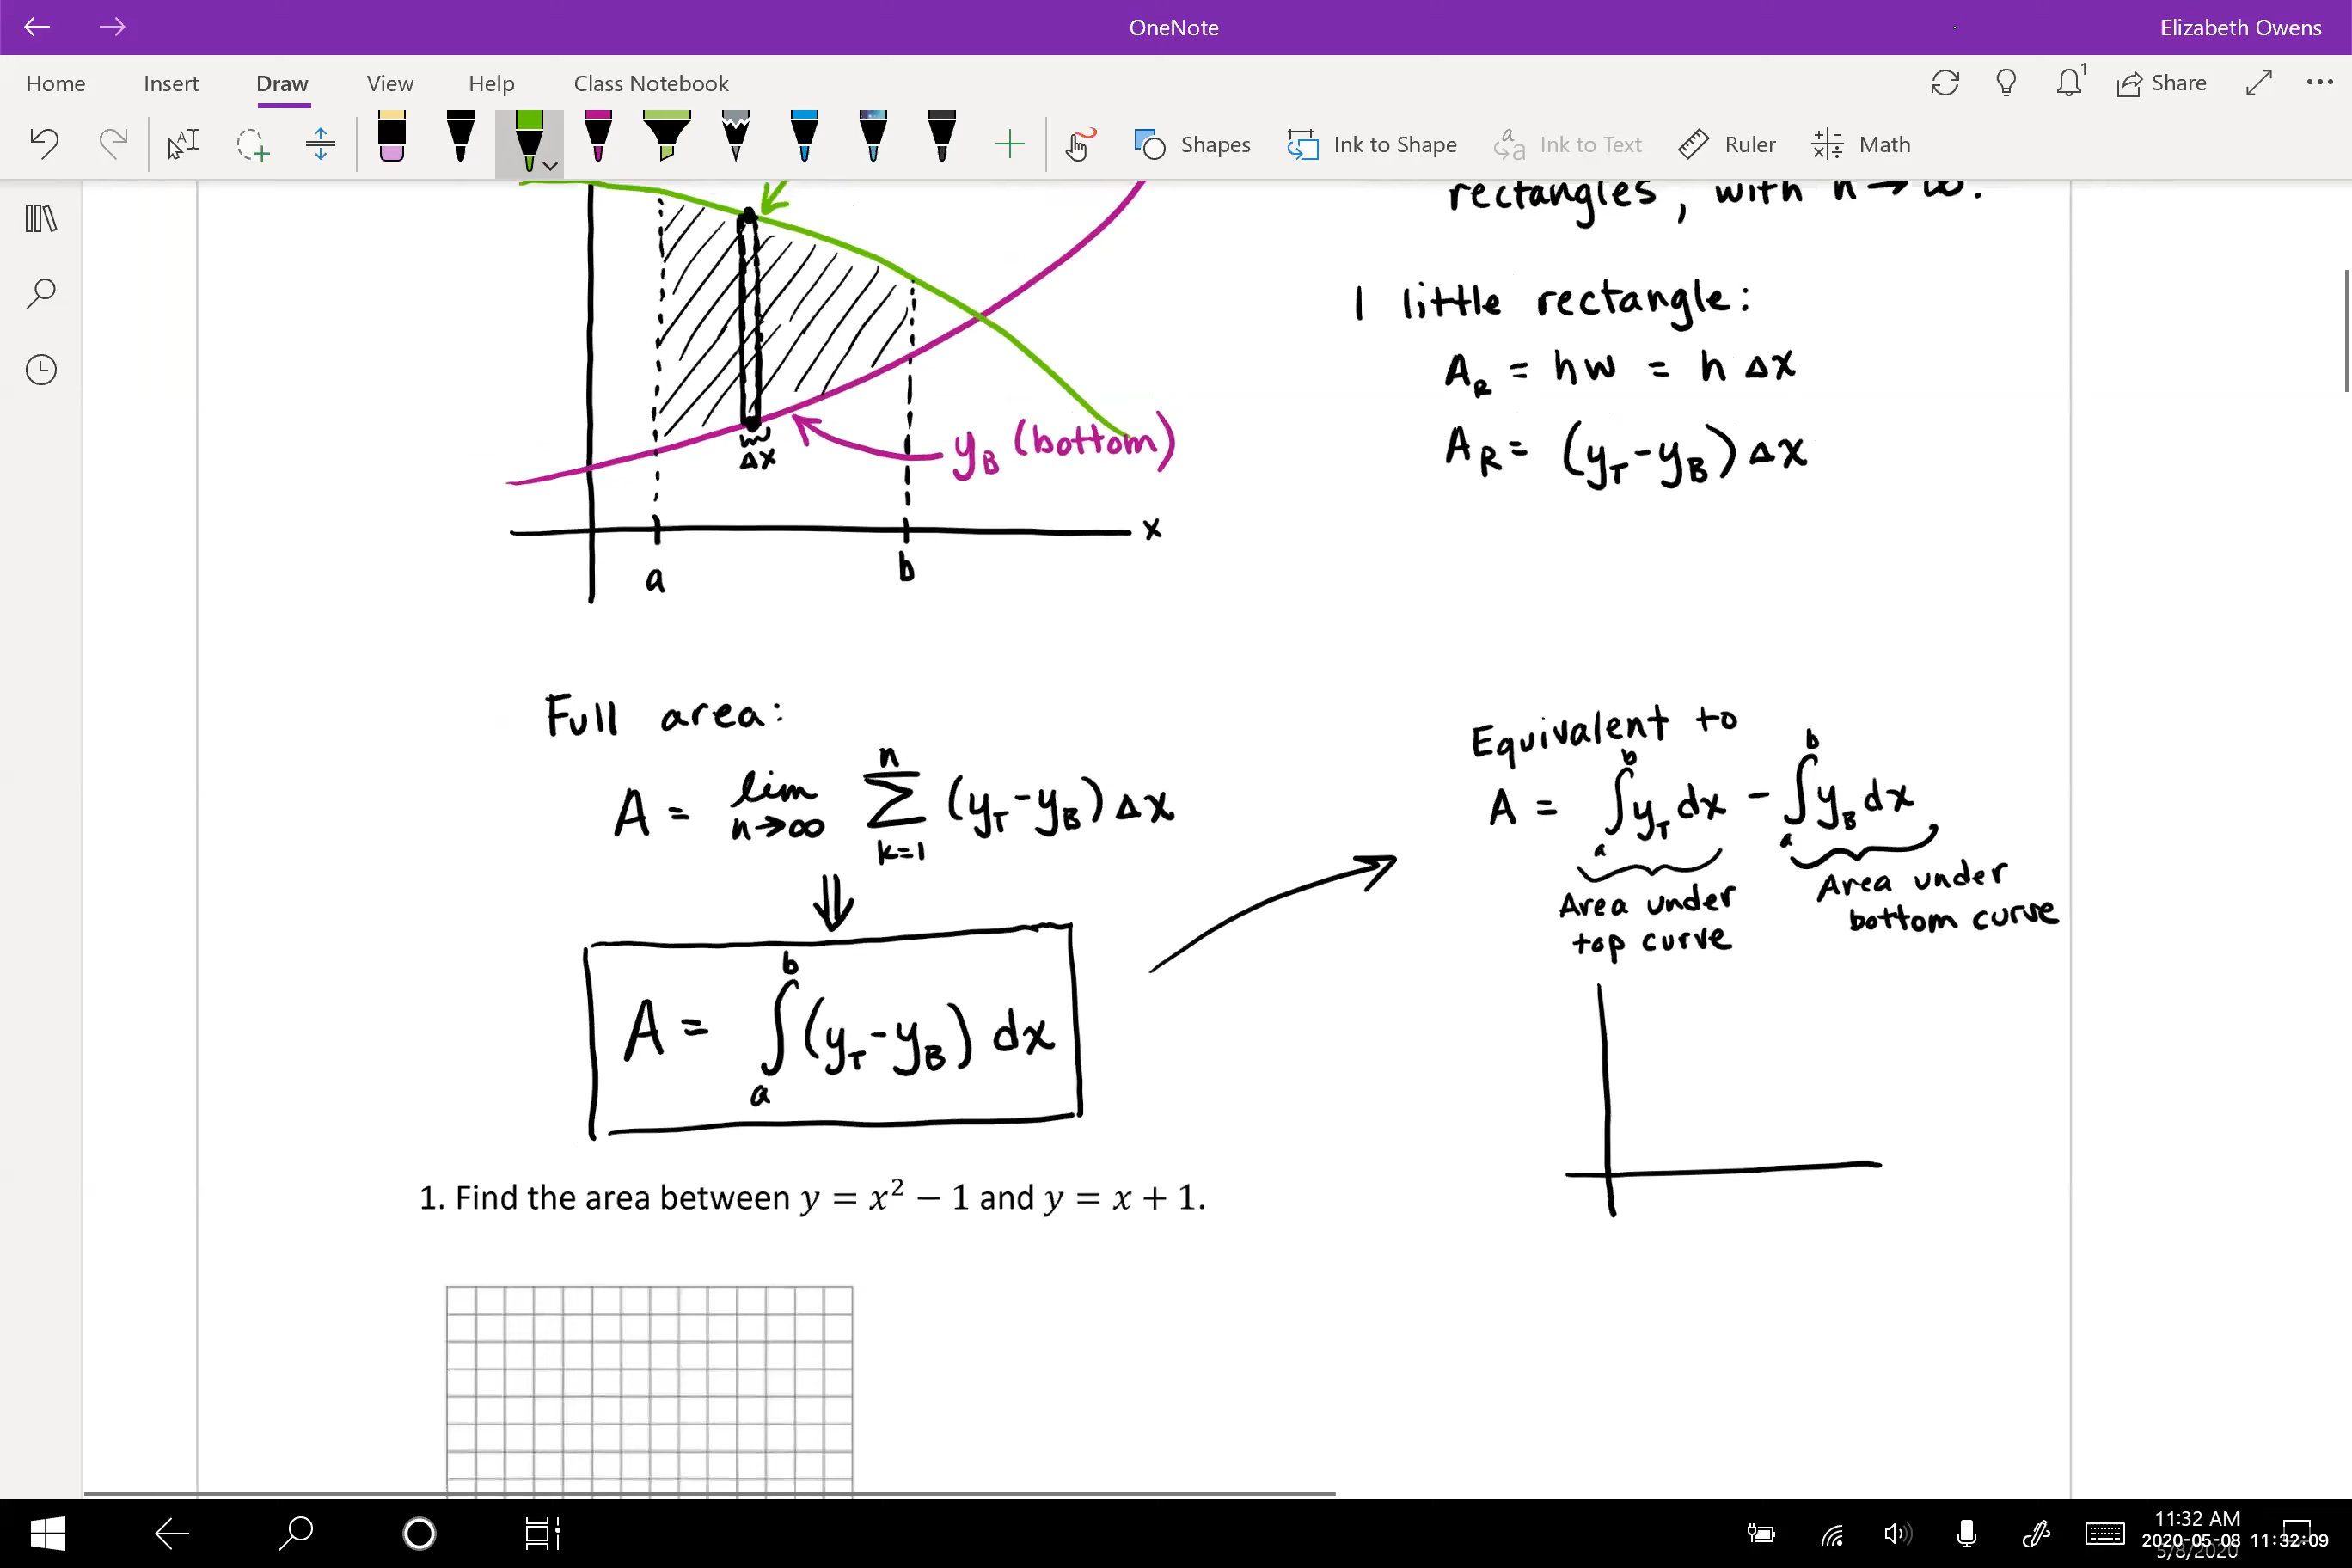 OneNote
Elizabeth Owens
Home Insert Draw View Help Class Notebook
1
Share
Shapes Ink to Shape Ink to Text Ruler Math
rectangles, with n→∞.
1 little rectangle:
A_R = hw = h Δx
A_R = (y_T - y_B) Δx
y_B (bottom)
Δx
x
a b
Full area:
A = lim n→∞ ∑ k=1 n (y_T - y_B) Δx
⇓
A = ∫ a b (y_T - y_B) dx
Equivalent to
A = ∫ a b y_T dx - ∫ a b y_B dx
Area under
top curve
Area under
bottom curve
1. Find the area between y = x² − 1 and y = x + 1.
11:32 AM
2020-05-08 11:32:09
5/8/2020